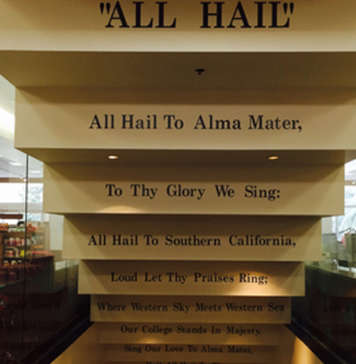 "ALL HAIL"
All Hail To Alma Mater,
To Thy Glory We Sing:
All Hail To Southern California,
Loud Let Thy Praises Ring;
Where Western Sky Meets Western Sea
Our College Stands In Majesty,
Sing Our Love To Alma Mater,